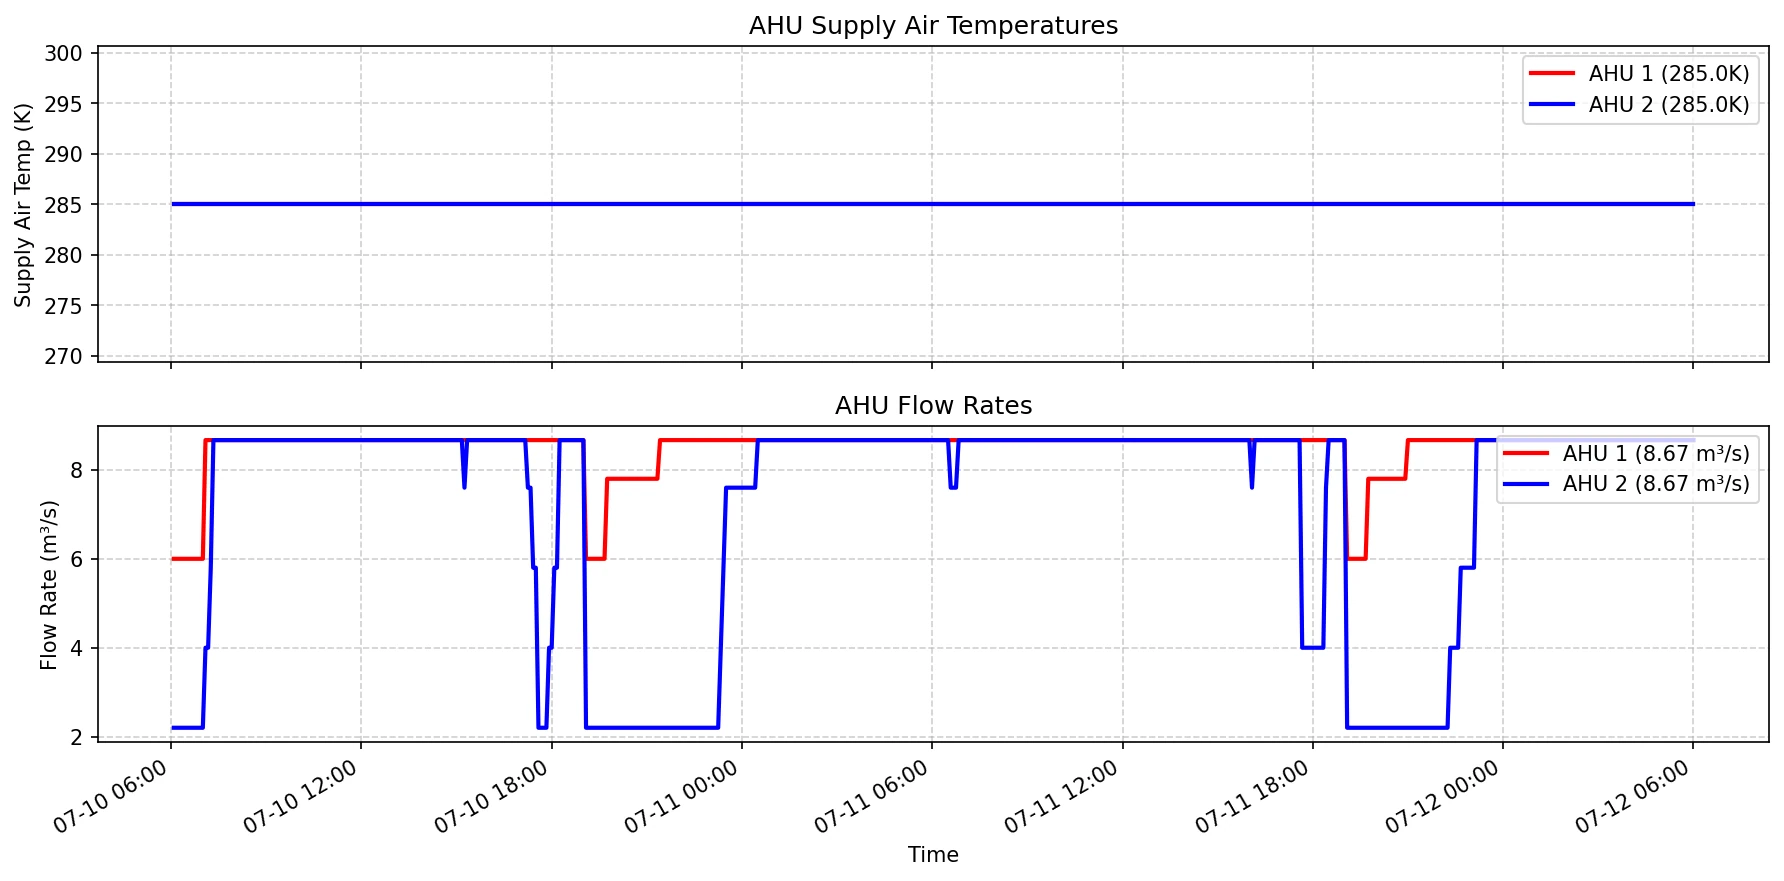 AHU Supply Air Temperatures
Supply Air Temp (K)
300
295
290
285
280
275
270
AHU 1 (285.0K)
AHU 2 (285.0K)
AHU Flow Rates
Flow Rate (m³/s)
8
6
4
2
AHU 1 (8.67 m³/s)
AHU 2 (8.67 m³/s)
07-10 06:00
07-10 12:00
07-10 18:00
07-11 00:00
07-11 06:00
07-11 12:00
07-11 18:00
07-12 00:00
07-12 06:00
Time